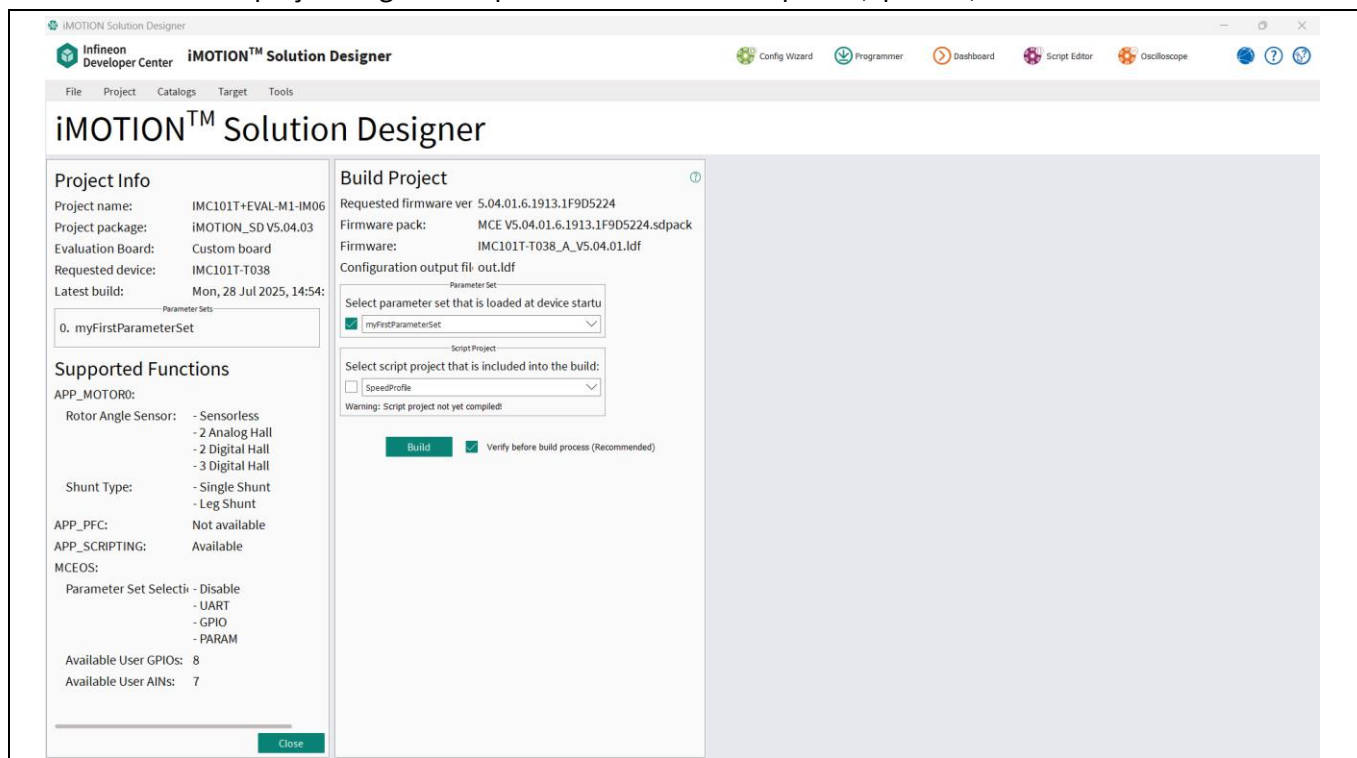 iMOTION Solution Designer
Infineon
Developer Center
iMOTION™ Solution Designer
Config Wizard
Programmer
Dashboard
Script Editor
Oscilloscope
File Project Catalogs Target Tools
iMOTION™ Solution Designer
Project Info
Project name: IMC101T+EVAL-M1-IM06
Project package: iMOTION_SD V5.04.03
Evaluation Board: Custom board
Requested device: IMC101T-T038
Latest build: Mon, 28 Jul 2025, 14:54:
Parameter Sets
0. myFirstParameterSet
Supported Functions
APP_MOTOR0:
Rotor Angle Sensor: - Sensorless
- 2 Analog Hall
- 2 Digital Hall
- 3 Digital Hall
Shunt Type: - Single Shunt
- Leg Shunt
APP_PFC: Not available
APP_SCRIPTING: Available
MCEOS:
Parameter Set Selecti - Disable
- UART
- GPIO
- PARAM
Available User GPIOs: 8
Available User AINs: 7
Close
Build Project
Requested firmware ver 5.04.01.6.1913.1F9D5224
Firmware pack: MCE V5.04.01.6.1913.1F9D5224.sdpack
Firmware: IMC101T-T038_A_V5.04.01.ldf
Configuration output fil out.ldf
Parameter Set
Select parameter set that is loaded at device startu
myFirstParameterSet
Script Project
Select script project that is included into the build:
SpeedProfile
Warning: Script project not yet compiled!
Build
Verify before build process (Recommended)